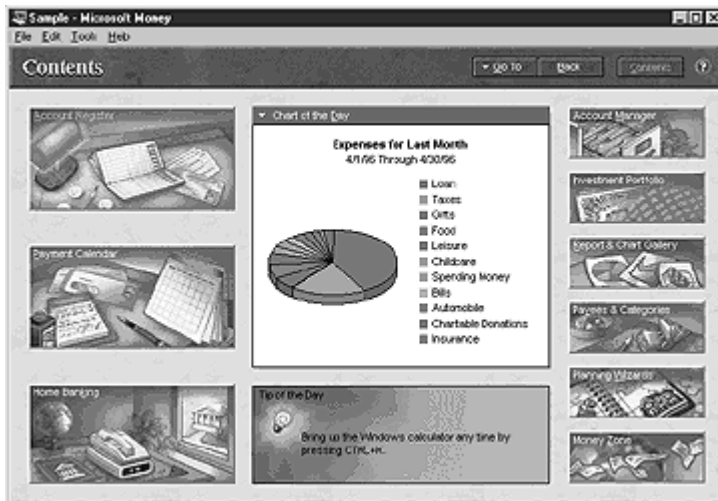 Sample - Microsoft Money
File Edit Tools Help
Contents
Go To Back Contents
Account Register
Payment Calendar
Home Banking
Chart of the Day
Expenses for Last Month
4/1/96 Through 4/30/96
Loan
Taxes
Gifts
Food
Leisure
Childcare
Spending Money
Bills
Automobile
Charitable Donations
Insurance
Tip of the Day
Bring up the Windows calculator any time by
pressing CTRL+K.
Account Manager
Investment Portfolio
Report & Chart Gallery
Payees & Categories
Planning Wizards
Money Zone